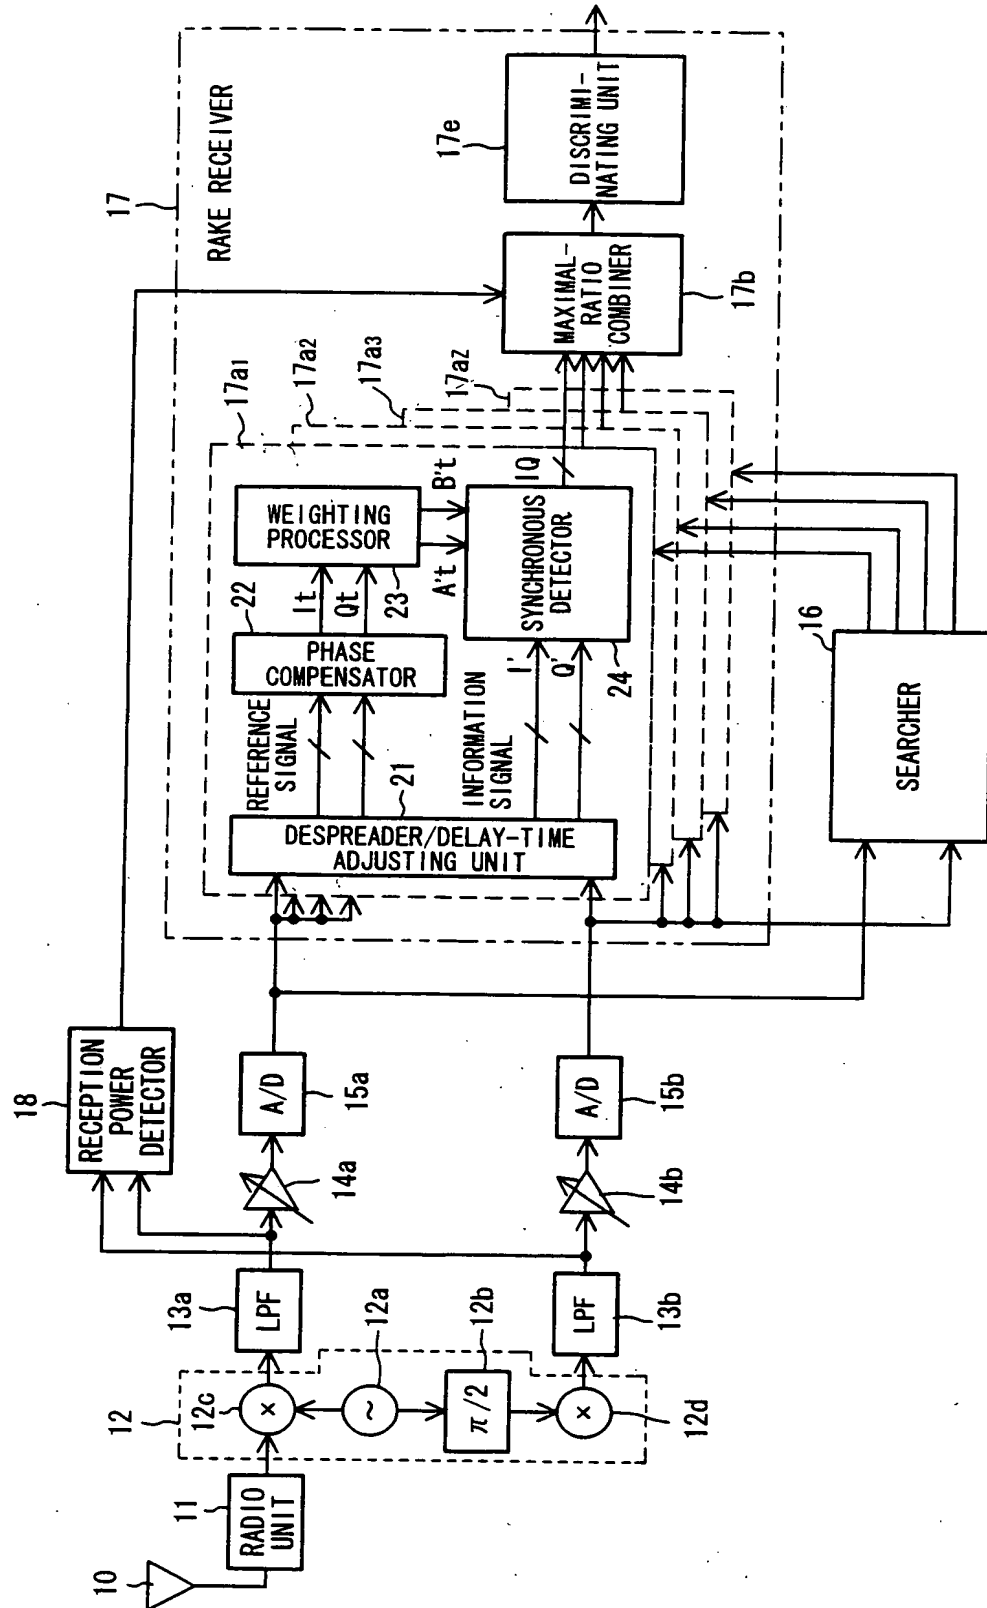 10
11
RADIO
UNIT
12
12c
×
12a
~
12b
π/2
12d
×
13a
LPF
13b
LPF
18
RECEPTION
POWER
DETECTOR
14a
14b
A/D
15a
A/D
15b
17
RAKE RECEIVER
DESPREADER/DELAY-TIME
ADJUSTING UNIT
21
REFERENCE
SIGNAL
INFORMATION
SIGNAL
22
PHASE
COMPENSATOR
It
Qt
WEIGHTING
PROCESSOR
23
A't
B't
I'
Q'
SYNCHRONOUS
DETECTOR
24
IQ
17a1
17a2
17a3
17az
MAXIMAL-
RATIO
COMBINER
17b
17e
DISCRIMI-
NATING UNIT
16
SEARCHER